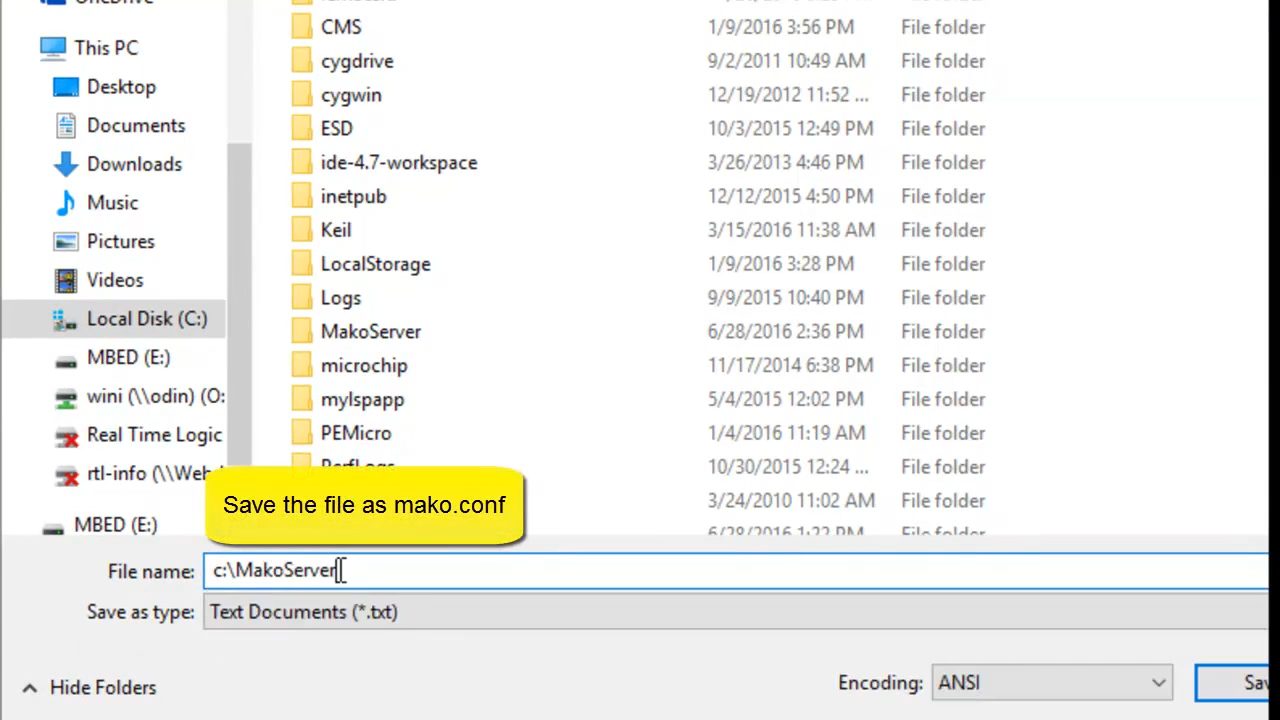 OneDrive
This PC
Desktop
Documents
Downloads
Music
Pictures
Videos
Local Disk (C:)
MBED (E:)
wini (\\odin) (O:
Real Time Logic
rtl-info (\\Web
MBED (E:)
CMS 1/9/2016 3:56 PM File folder
cygdrive 9/2/2011 10:49 AM File folder
cygwin 12/19/2012 11:52 ... File folder
ESD 10/3/2015 12:49 PM File folder
ide-4.7-workspace 3/26/2013 4:46 PM File folder
inetpub 12/12/2015 4:50 PM File folder
Keil 3/15/2016 11:38 AM File folder
LocalStorage 1/9/2016 3:28 PM File folder
Logs 9/9/2015 10:40 PM File folder
MakoServer 6/28/2016 2:36 PM File folder
microchip 11/17/2014 6:38 PM File folder
mylspapp 5/4/2015 12:02 PM File folder
PEMicro 1/4/2016 11:19 AM File folder
PerfLogs 10/30/2015 12:24 ... File folder
3/24/2010 11:02 AM File folder
6/28/2016 1:22 PM File folder
Save the file as mako.conf
File name: c:\MakoServer
Save as type: Text Documents (*.txt)
Hide Folders
Encoding: ANSI
Sav